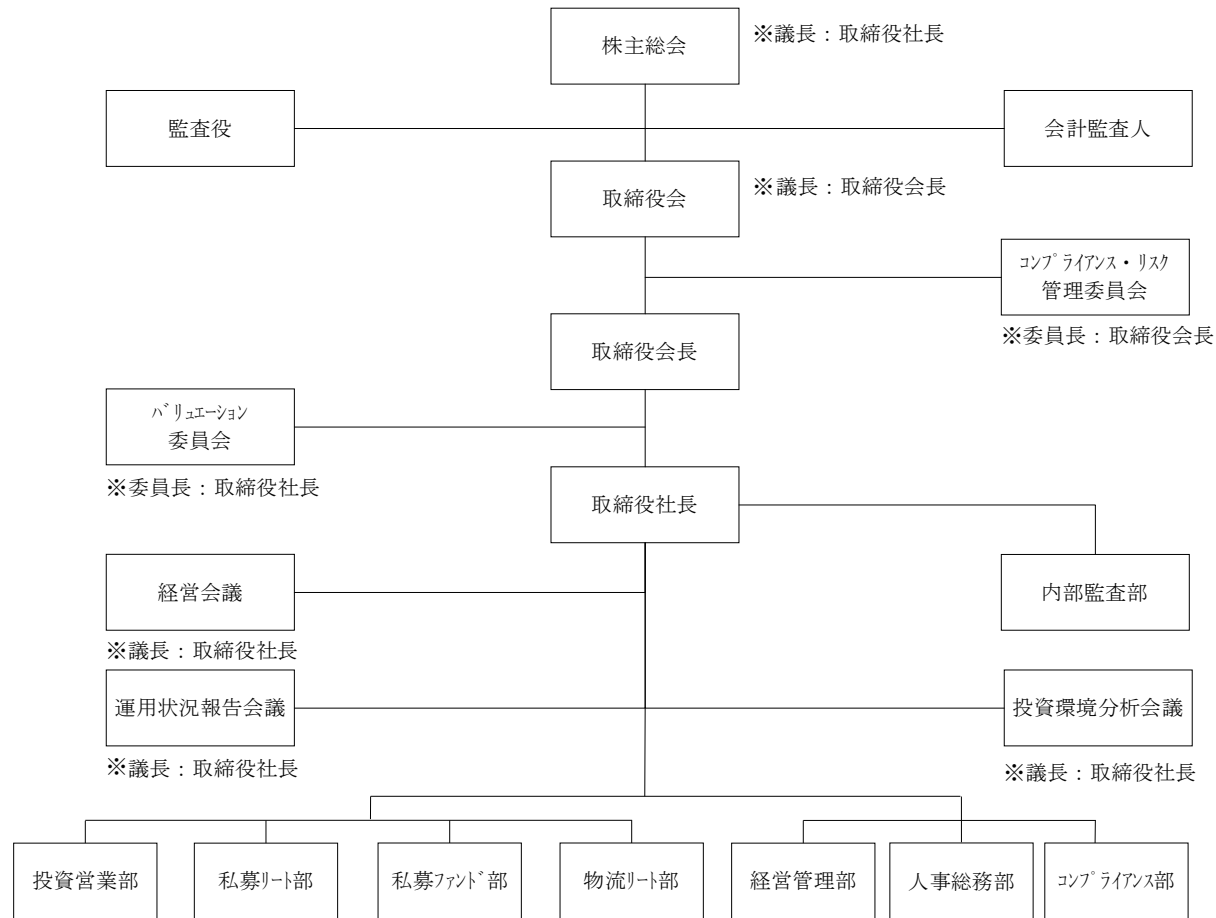 株主総会
※議長：取締役社長
監査役
会計監査人
取締役会
※議長：取締役会長
ｺﾝﾌﾟﾗｲｱﾝｽ・ﾘｽｸ
管理委員会
※委員長：取締役会長
取締役会長
ﾊﾞﾘｭｴｰｼｮﾝ
委員会
※委員長：取締役社長
取締役社長
経営会議
※議長：取締役社長
内部監査部
運用状況報告会議
※議長：取締役社長
投資環境分析会議
※議長：取締役社長
投資営業部
私募ﾘｰﾄ部
私募ﾌｧﾝﾄﾞ部
物流ﾘｰﾄ部
経営管理部
人事総務部
ｺﾝﾌﾟﾗｲｱﾝｽ部